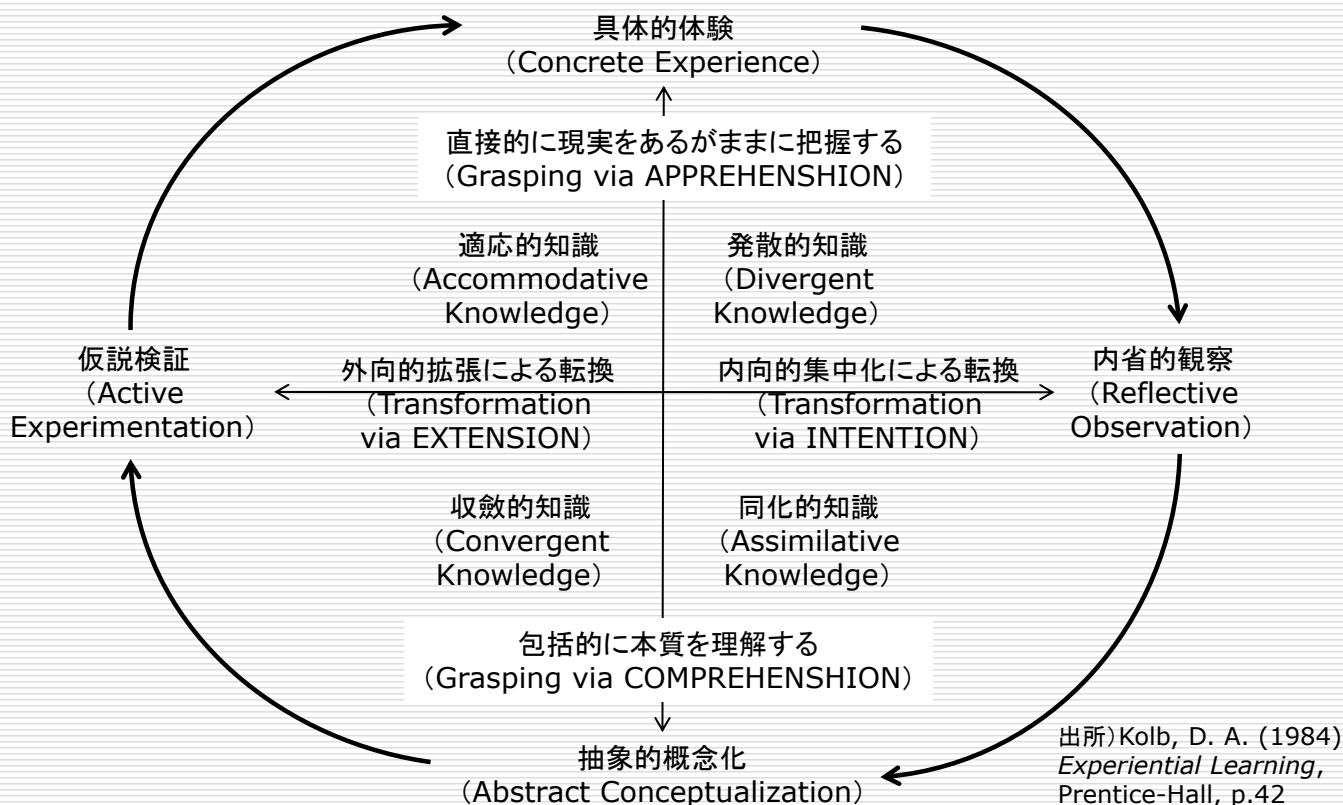 具体的体験
（Concrete Experience）
直接的に現実をあるがままに把握する
（Grasping via APPREHENSHION）
適応的知識
（Accommodative
Knowledge）
発散的知識
（Divergent
Knowledge）
仮説検証
（Active
Experimentation）
外向的拡張による転換
（Transformation
via EXTENSION）
内向的集中化による転換
（Transformation
via INTENTION）
内省的観察
（Reflective
Observation）
収斂的知識
（Convergent
Knowledge）
同化的知識
（Assimilative
Knowledge）
包括的に本質を理解する
（Grasping via COMPREHENSHION）
抽象的概念化
（Abstract Conceptualization）
出所）Kolb, D. A. (1984)
Experiential Learning,
Prentice-Hall, p.42